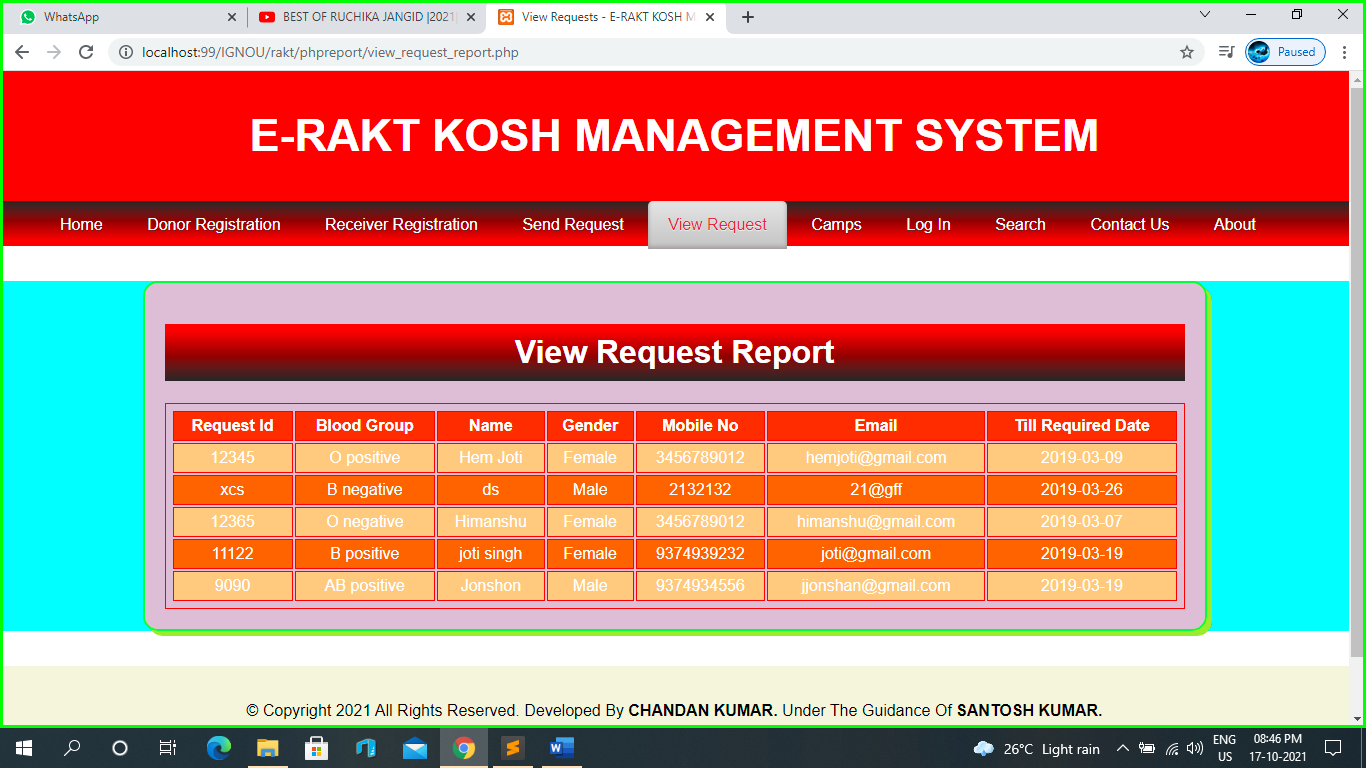 WhatsApp
BEST OF RUCHIKA JANGID |2021|
View Requests - E-RAKT KOSH M
localhost:99/IGNOU/rakt/phpreport/view_request_report.php
Paused
E-RAKT KOSH MANAGEMENT SYSTEM
Home Donor Registration Receiver Registration Send Request View Request Camps Log In Search Contact Us About
View Request Report
Request Id Blood Group Name Gender Mobile No Email Till Required Date
12345 O positive Hem Joti Female 3456789012 hemjoti@gmail.com 2019-03-09
xcs B negative ds Male 2132132 21@gff 2019-03-26
12365 O negative Himanshu Female 3456789012 himanshu@gmail.com 2019-03-07
11122 B positive joti singh Female 9374939232 joti@gmail.com 2019-03-19
9090 AB positive Jonshon Male 9374934556 jjonshan@gmail.com 2019-03-19
© Copyright 2021 All Rights Reserved. Developed By CHANDAN KUMAR. Under The Guidance Of SANTOSH KUMAR.
26°C Light rain
ENG
US
08:46 PM
17-10-2021